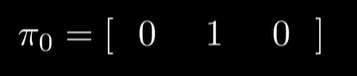 π₀ = [ 0 1 0 ]